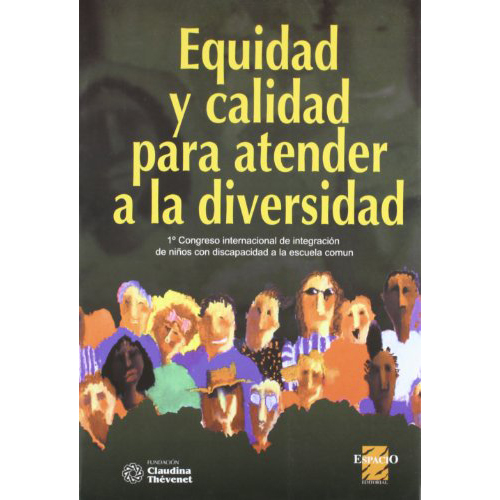 Equidad
y calidad
para atender
a la diversidad
1º Congreso internacional de integración
de niños con discapacidad a la escuela comun
FUNDACIÓN
Claudina
Thévenet
ESPACIO
EDITORIAL